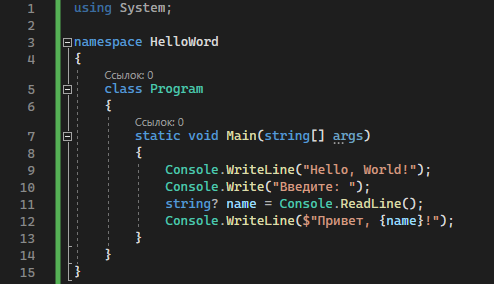 1 using System;
2
3 namespace HelloWord
4 {
Ссылок: 0
5 class Program
6 {
Ссылок: 0
7 static void Main(string[] args)
8 {
9 Console.WriteLine("Hello, World!");
10 Console.Write("Введите: ");
11 string? name = Console.ReadLine();
12 Console.WriteLine($"Привет, {name}!");
13 }
14 }
15 }